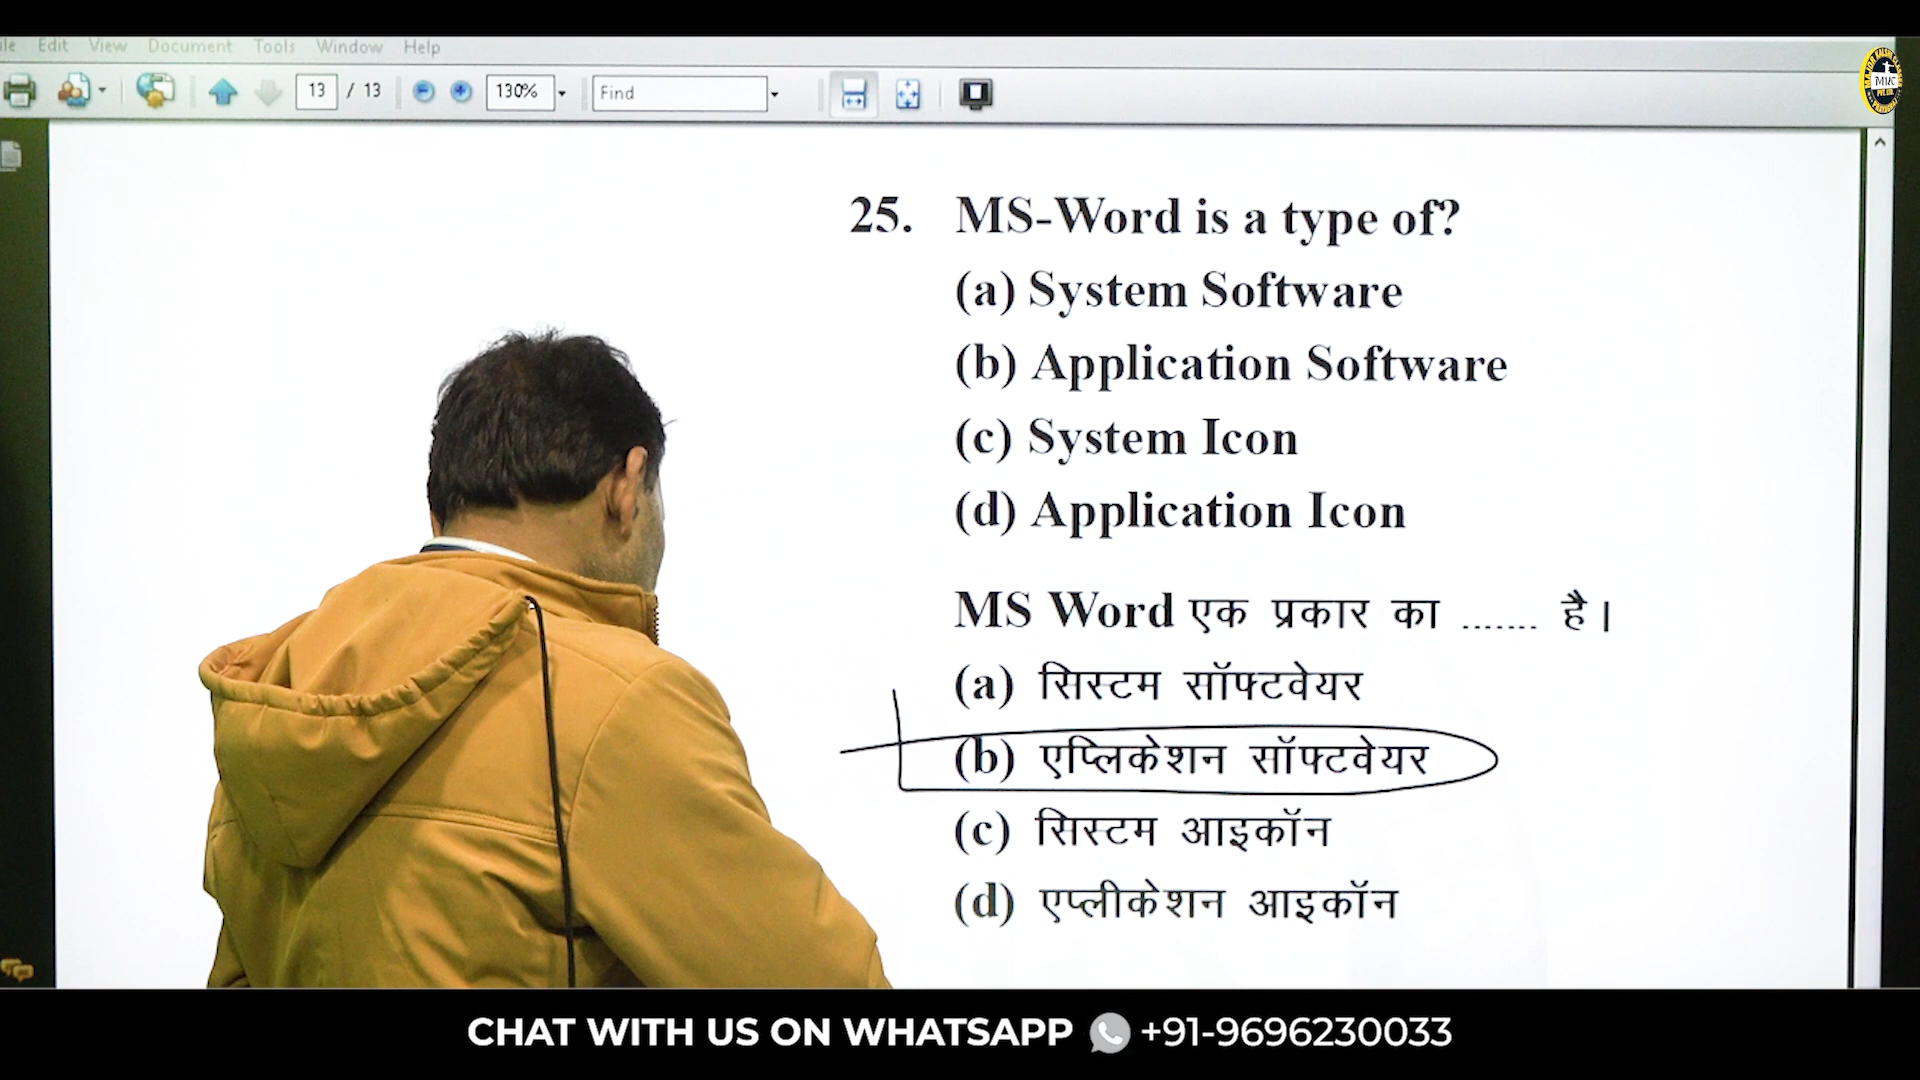 Edit View Document Tools Window Help
13 / 13 130% Find
MIKC
25. MS-Word is a type of?
(a) System Software
(b) Application Software
(c) System Icon
(d) Application Icon
MS Word एक प्रकार का ....... है।
(a) सिस्टम सॉफ्टवेयर
(b) एप्लिकेशन सॉफ्टवेयर
(c) सिस्टम आइकॉन
(d) एप्लीकेशन आइकॉन
CHAT WITH US ON WHATSAPP +91-9696230033